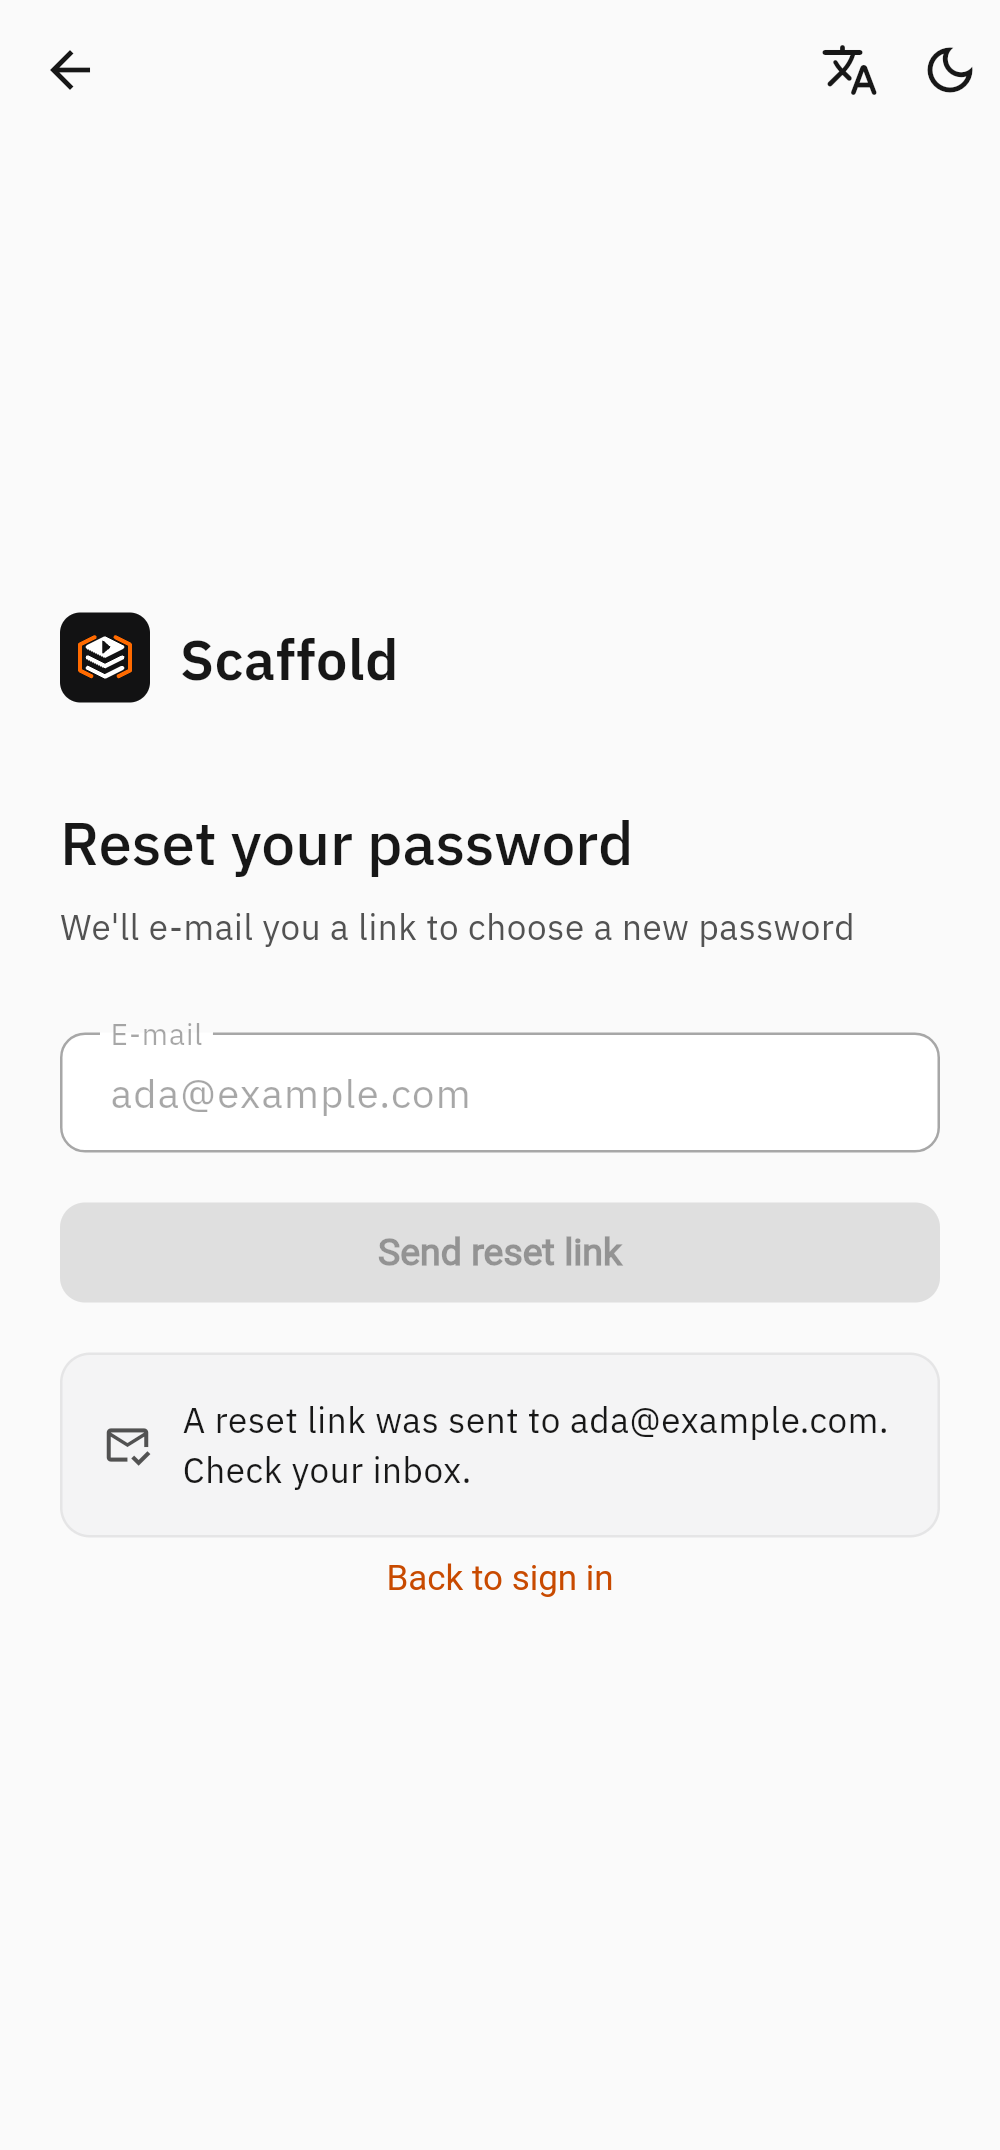 Scaffold
Reset your password
We'll e-mail you a link to choose a new password
E-mail
ada@example.com
Send reset link
A reset link was sent to ada@example.com.
Check your inbox.
Back to sign in